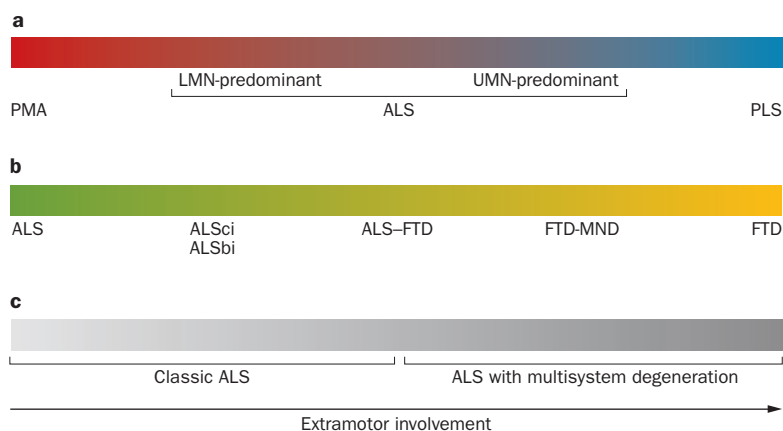 a
LMN-predominant UMN-predominant
PMA ALS PLS
b
ALS ALSci ALS–FTD FTD-MND FTD
ALSbi
c
Classic ALS ALS with multisystem degeneration
Extramotor involvement